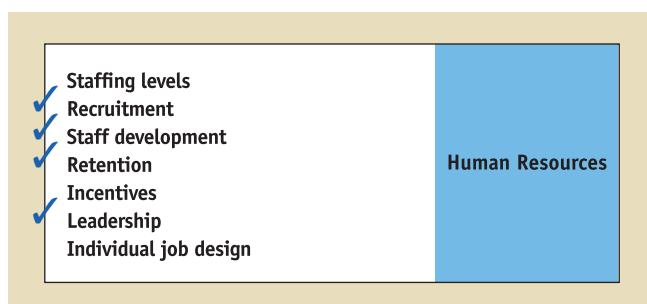 Staffing levels
✓ Recruitment
✓ Staff development
✓ Retention
Incentives
✓ Leadership
Individual job design
Human Resources